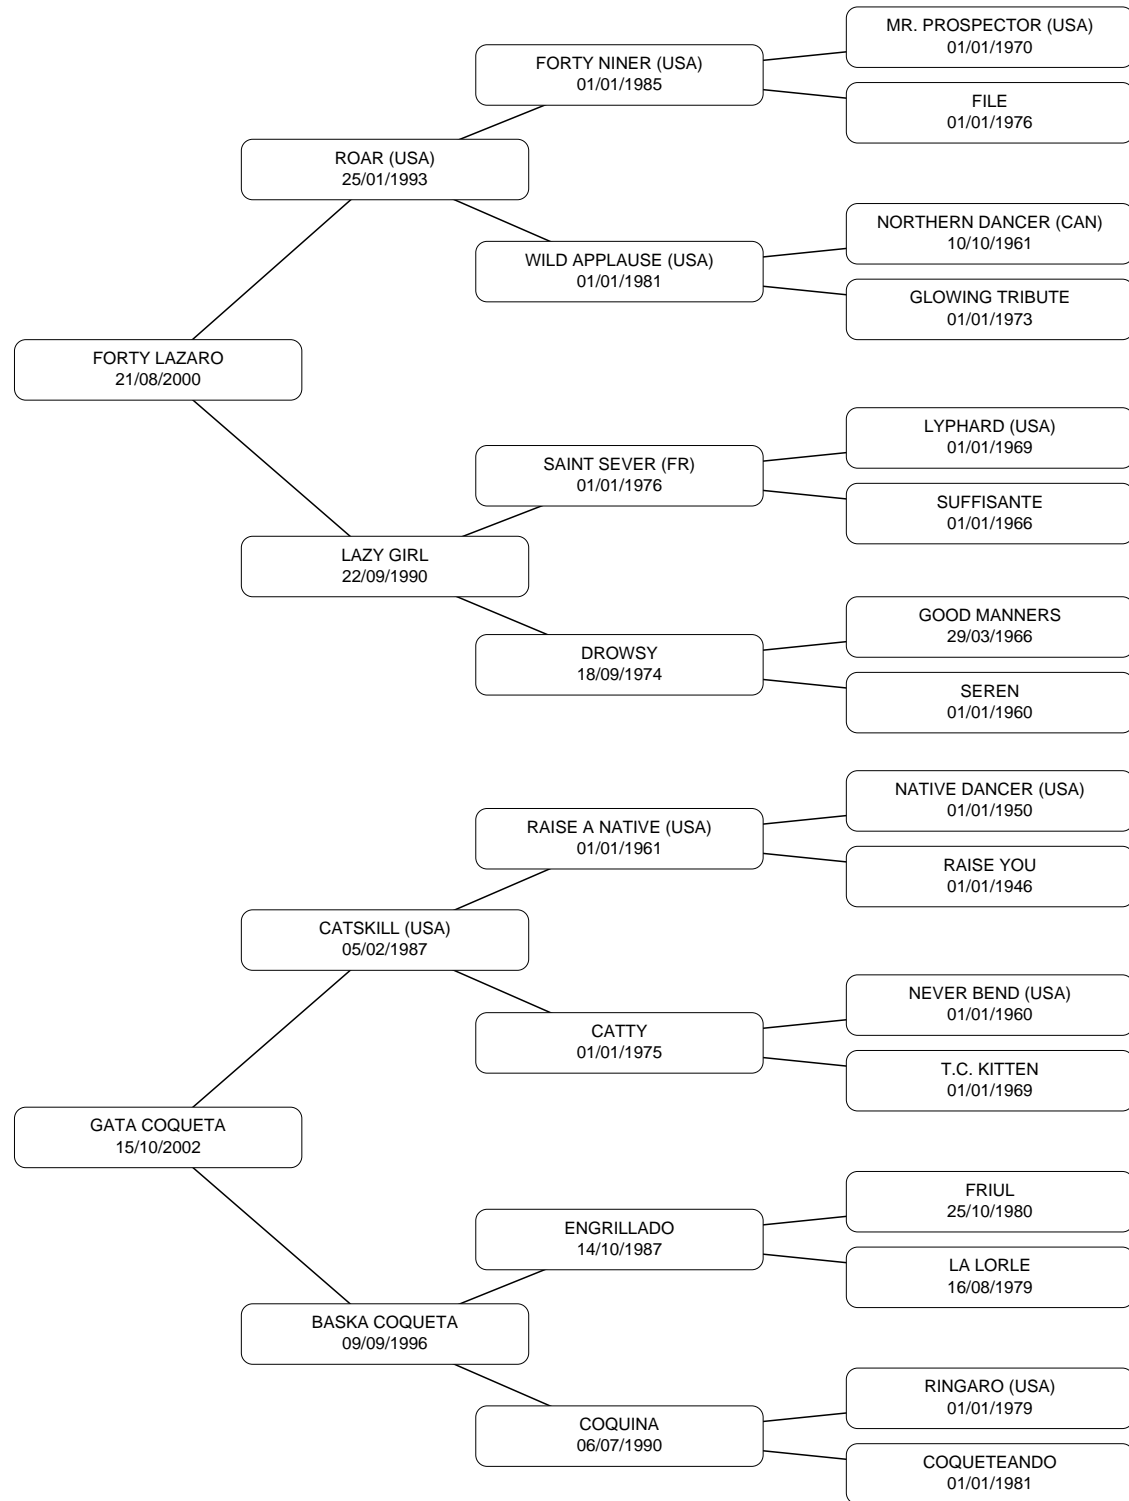 MR. PROSPECTOR (USA)
01/01/1970
FORTY NINER (USA)
01/01/1985
FILE
01/01/1976
ROAR (USA)
25/01/1993
NORTHERN DANCER (CAN)
10/10/1961
WILD APPLAUSE (USA)
01/01/1981
GLOWING TRIBUTE
01/01/1973
FORTY LAZARO
21/08/2000
LYPHARD (USA)
01/01/1969
SAINT SEVER (FR)
01/01/1976
SUFFISANTE
01/01/1966
LAZY GIRL
22/09/1990
GOOD MANNERS
29/03/1966
DROWSY
18/09/1974
SEREN
01/01/1960
NATIVE DANCER (USA)
01/01/1950
RAISE A NATIVE (USA)
01/01/1961
RAISE YOU
01/01/1946
CATSKILL (USA)
05/02/1987
NEVER BEND (USA)
01/01/1960
CATTY
01/01/1975
T.C. KITTEN
01/01/1969
GATA COQUETA
15/10/2002
FRIUL
25/10/1980
ENGRILLADO
14/10/1987
LA LORLE
16/08/1979
BASKA COQUETA
09/09/1996
RINGARO (USA)
01/01/1979
COQUINA
06/07/1990
COQUETEANDO
01/01/1981